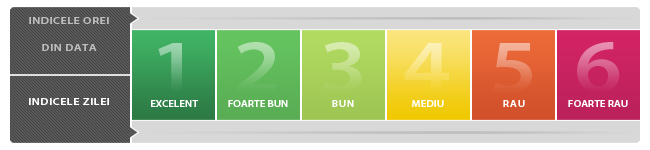 INDICELE OREI
DIN DATA
INDICELE ZILEI
1 2 3 4 5 6
EXCELENT FOARTE BUN BUN MEDIU RAU FOARTE RAU